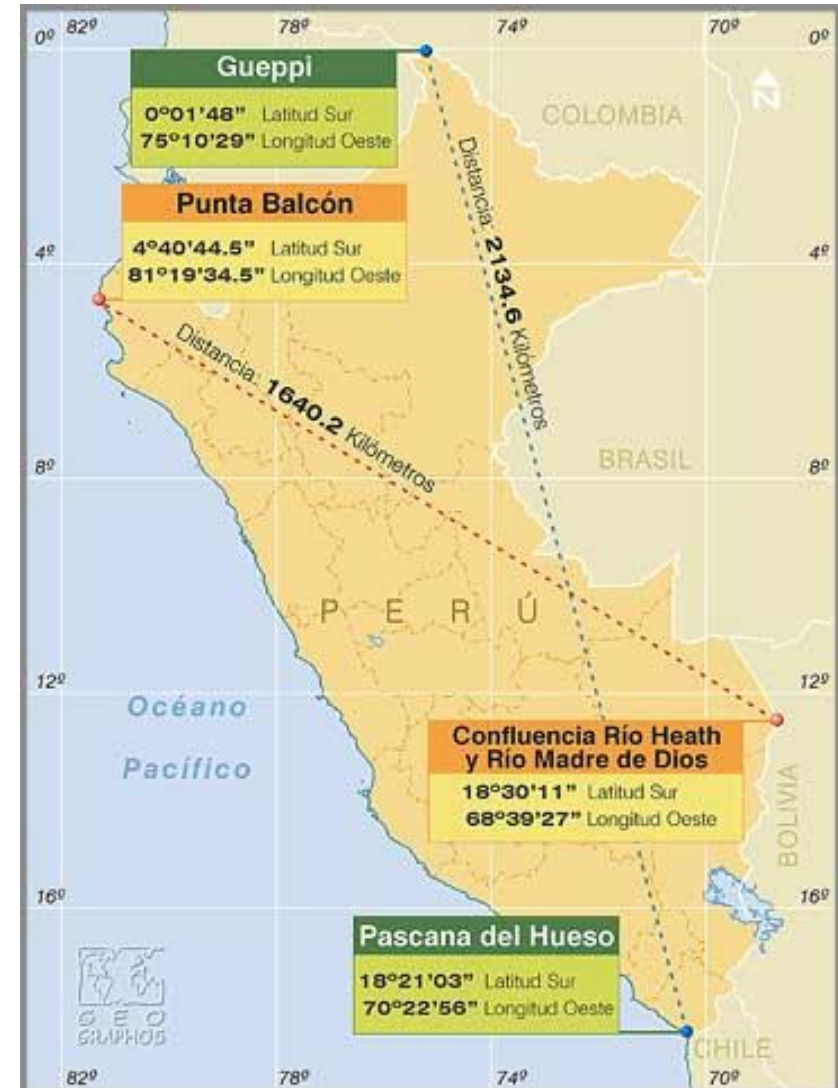 0º 82º 78º 74º 70º 0º
Gueppi
0º01'48” Latitud Sur
75º10'29” Longitud Oeste
COLOMBIA
N
Punta Balcón
4º40'44.5” Latitud Sur
81º19'34.5” Longitud Oeste
4º 4º
Distancia: 2134.6 Kilómetros
Distancia: 1640.2 Kilómetros
8º 8º
BRASIL
PERÚ
12º 12º
Océano
Pacífico
Confluencia Río Heath
y Río Madre de Dios
18º30'11” Latitud Sur
68º39'27” Longitud Oeste
BOLIVIA
16º 16º
Pascana del Hueso
18º21'03” Latitud Sur
70º22'56” Longitud Oeste
GEO
GRAPHOS
CHILE
82º 78º 74º 70º